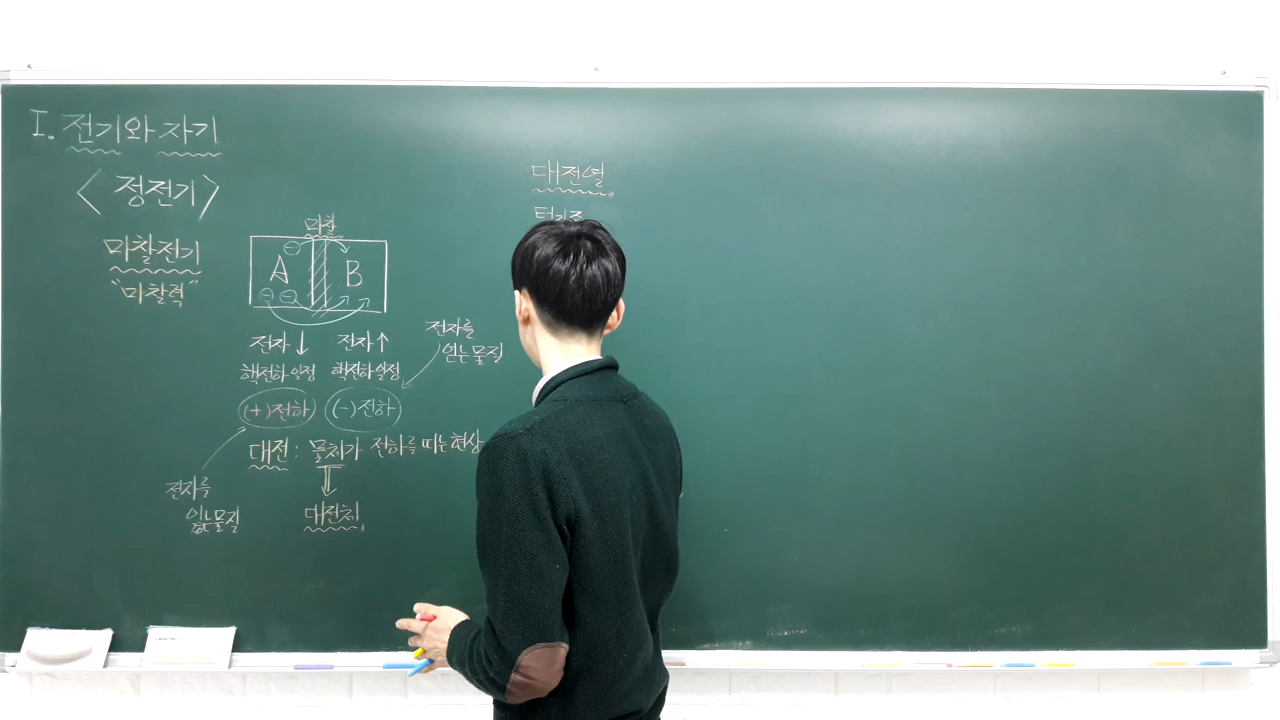 I. 전기와 자기
<정전기>
마찰전기
"마찰력"
마찰
A B
전자↓ 전자↑
핵전하 일정 핵전하 일정
(+)전하 (-)전하
전자를
얻는 물질
대전: 물체가 전하를 띠는 현상
전자를
잃는 물질
대전체
대전열
털가죽